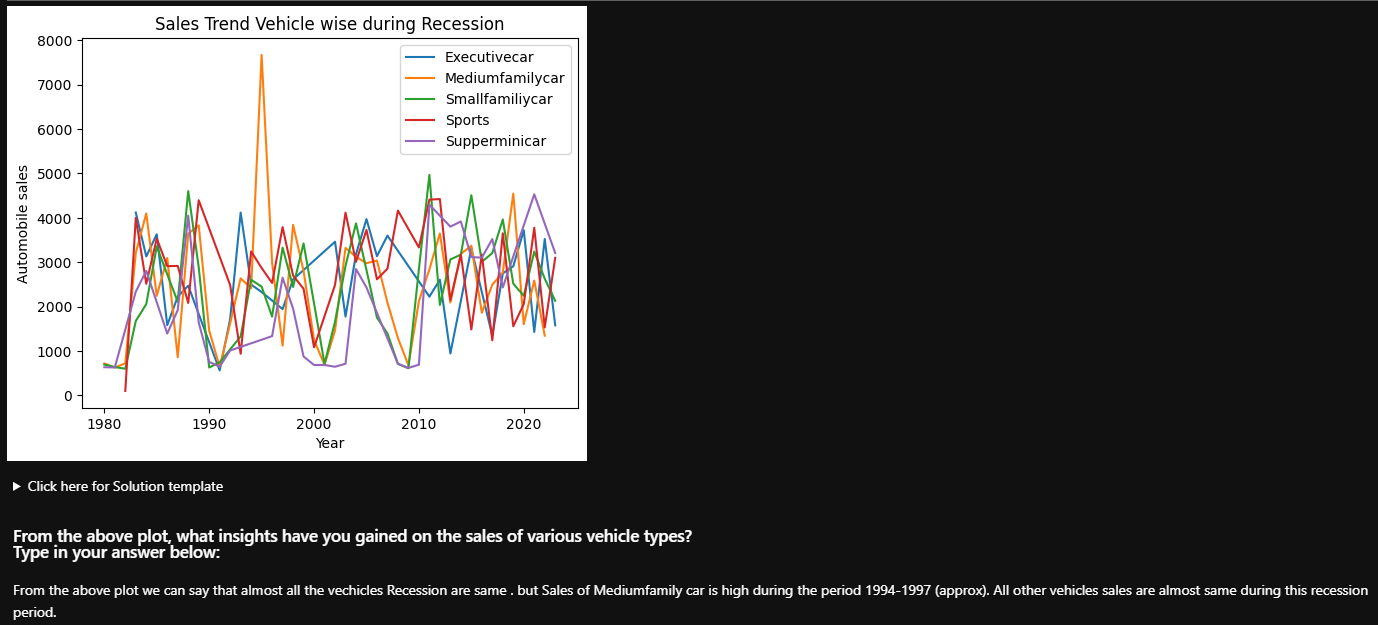 Sales Trend Vehicle wise during Recession
8000
7000
6000
5000
4000
3000
2000
1000
0
Automobile sales
Executivecar
Mediumfamilycar
Smallfamiliycar
Sports
Supperminicar
1980 1990 2000 2010 2020
Year
Click here for Solution template
From the above plot, what insights have you gained on the sales of various vehicle types?
Type in your answer below:
From the above plot we can say that almost all the vechicles Recession are same . but Sales of Mediumfamily car is high during the period 1994-1997 (approx). All other vehicles sales are almost same during this recession
period.